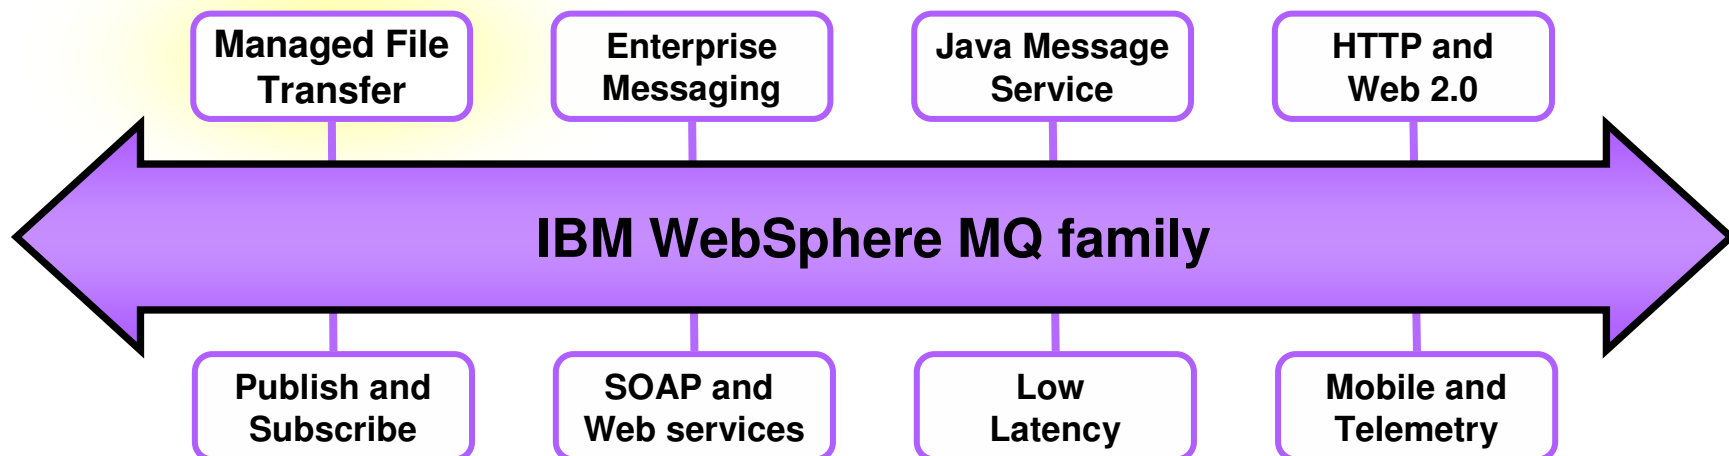 Managed File
Transfer
Enterprise
Messaging
Java Message
Service
HTTP and
Web 2.0
IBM WebSphere MQ family
Publish and
Subscribe
SOAP and
Web services
Low
Latency
Mobile and
Telemetry